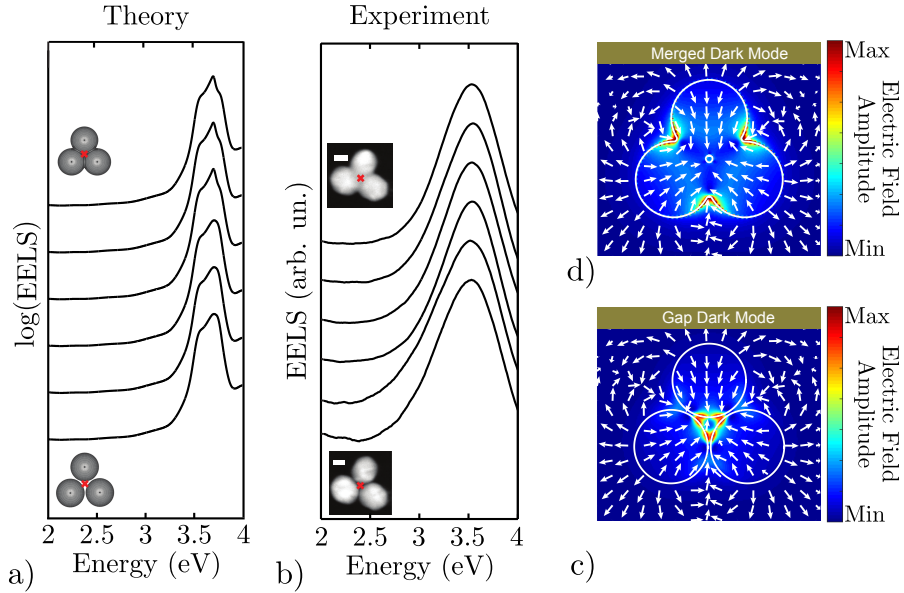 Theory
log(EELS)
2 2.5 3 3.5 4
Energy (eV)
a)
Experiment
EELS (arb. un.)
2 2.5 3 3.5 4
Energy (eV)
b)
Merged Dark Mode
Max
Min
Electric Field
Amplitude
d)
Gap Dark Mode
Max
Min
Electric Field
Amplitude
c)